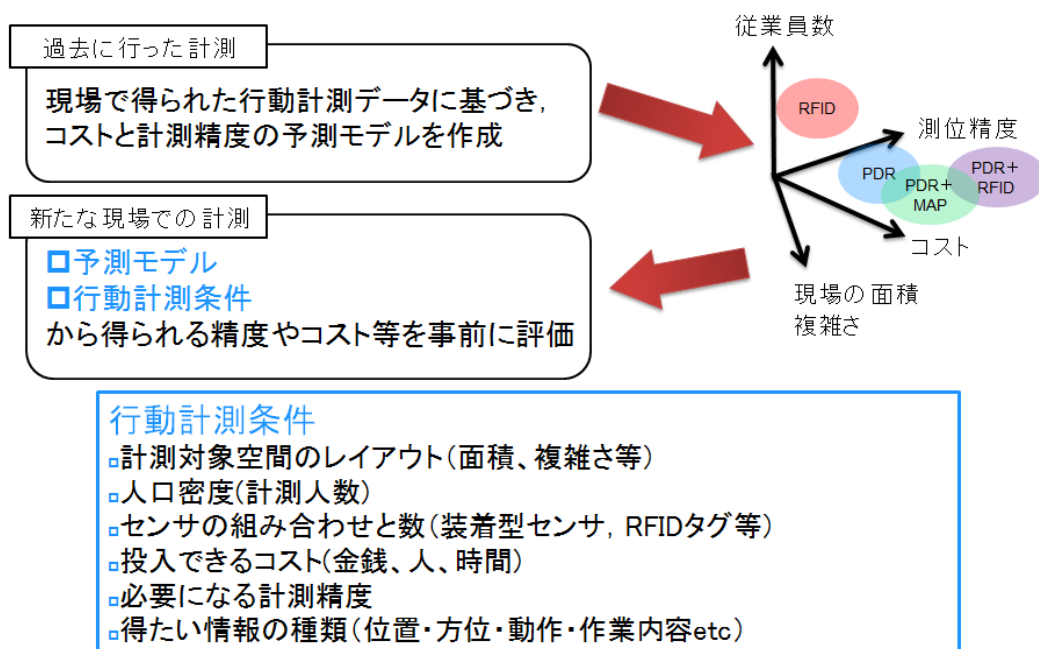 過去に行った計測
現場で得られた行動計測データに基づき,
コストと計測精度の予測モデルを作成
従業員数
RFID
測位精度
PDR
PDR+
MAP
PDR+
RFID
コスト
現場の面積
複雑さ
新たな現場での計測
予測モデル
行動計測条件
から得られる精度やコスト等を事前に評価
行動計測条件
計測対象空間のレイアウト(面積、複雑さ等)
人口密度(計測人数)
センサの組み合わせと数(装着型センサ, RFIDタグ等)
投入できるコスト(金銭、人、時間)
必要になる計測精度
得たい情報の種類(位置・方位・動作・作業内容etc)